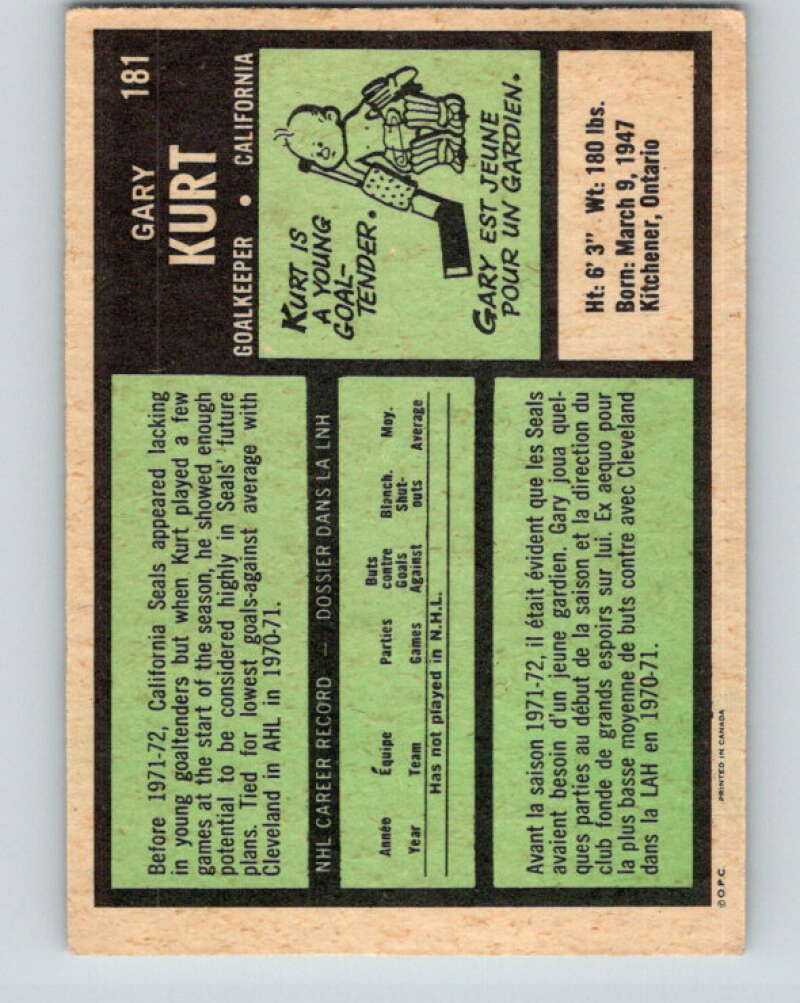 GARY 181
KURT
GOALKEEPER • CALIFORNIA
KURT IS
A YOUNG
GOAL-
TENDER.
GARY EST JEUNE
POUR UN GARDIEN.
Ht: 6' 3" Wt: 180 lbs.
Born: March 9, 1947
Kitchener, Ontario
Before 1971-72, California Seals appeared lacking
in young goaltenders but when Kurt played a few
games at the start of the season, he showed enough
potential to be considered highly in Seals' future
plans. Tied for lowest goals-against average with
Cleveland in AHL in 1970-71.
NHL CAREER RECORD — DOSSIER DANS LA LNH
Année Équipe Parties Buts contre Blanch. Moy.
Year Team Games Goals Against Shut-outs Average
Has not played in N.H.L.
Avant la saison 1971-72, il était évident que les Seals
avaient besoin d'un jeune gardien. Gary joua quel-
ques parties au début de la saison et la direction du
club fonde de grands espoirs sur lui. Ex aequo pour
la plus basse moyenne de buts contre avec Cleveland
dans la LAH en 1970-71.
© O.P.C. PRINTED IN CANADA